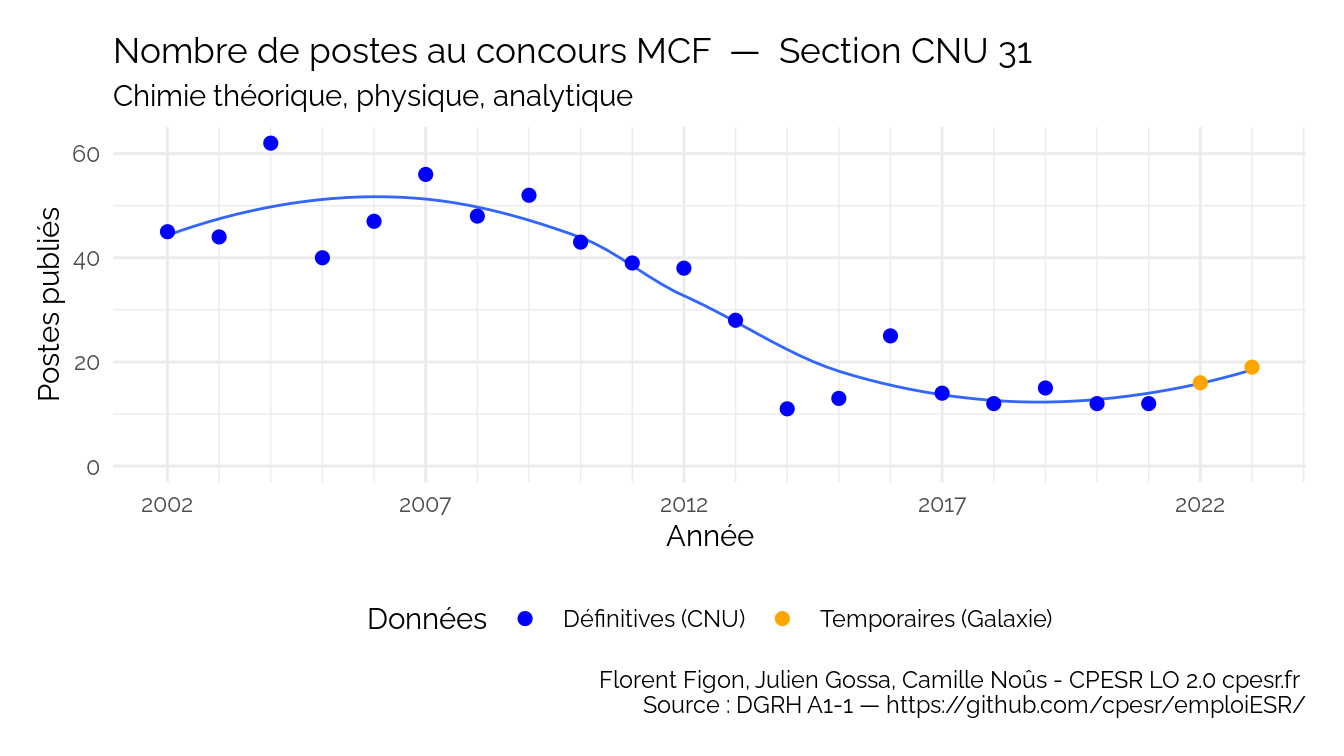 Nombre de postes au concours MCF — Section CNU 31
Chimie théorique, physique, analytique
Postes publiés
60
40
20
0
2002 2007 2012 2017 2022
Année
Données Définitives (CNU) Temporaires (Galaxie)
Florent Figon, Julien Gossa, Camille Noûs - CPESR LO 2.0 cpesr.fr
Source : DGRH A1-1 — https://github.com/cpesr/emploiESR/